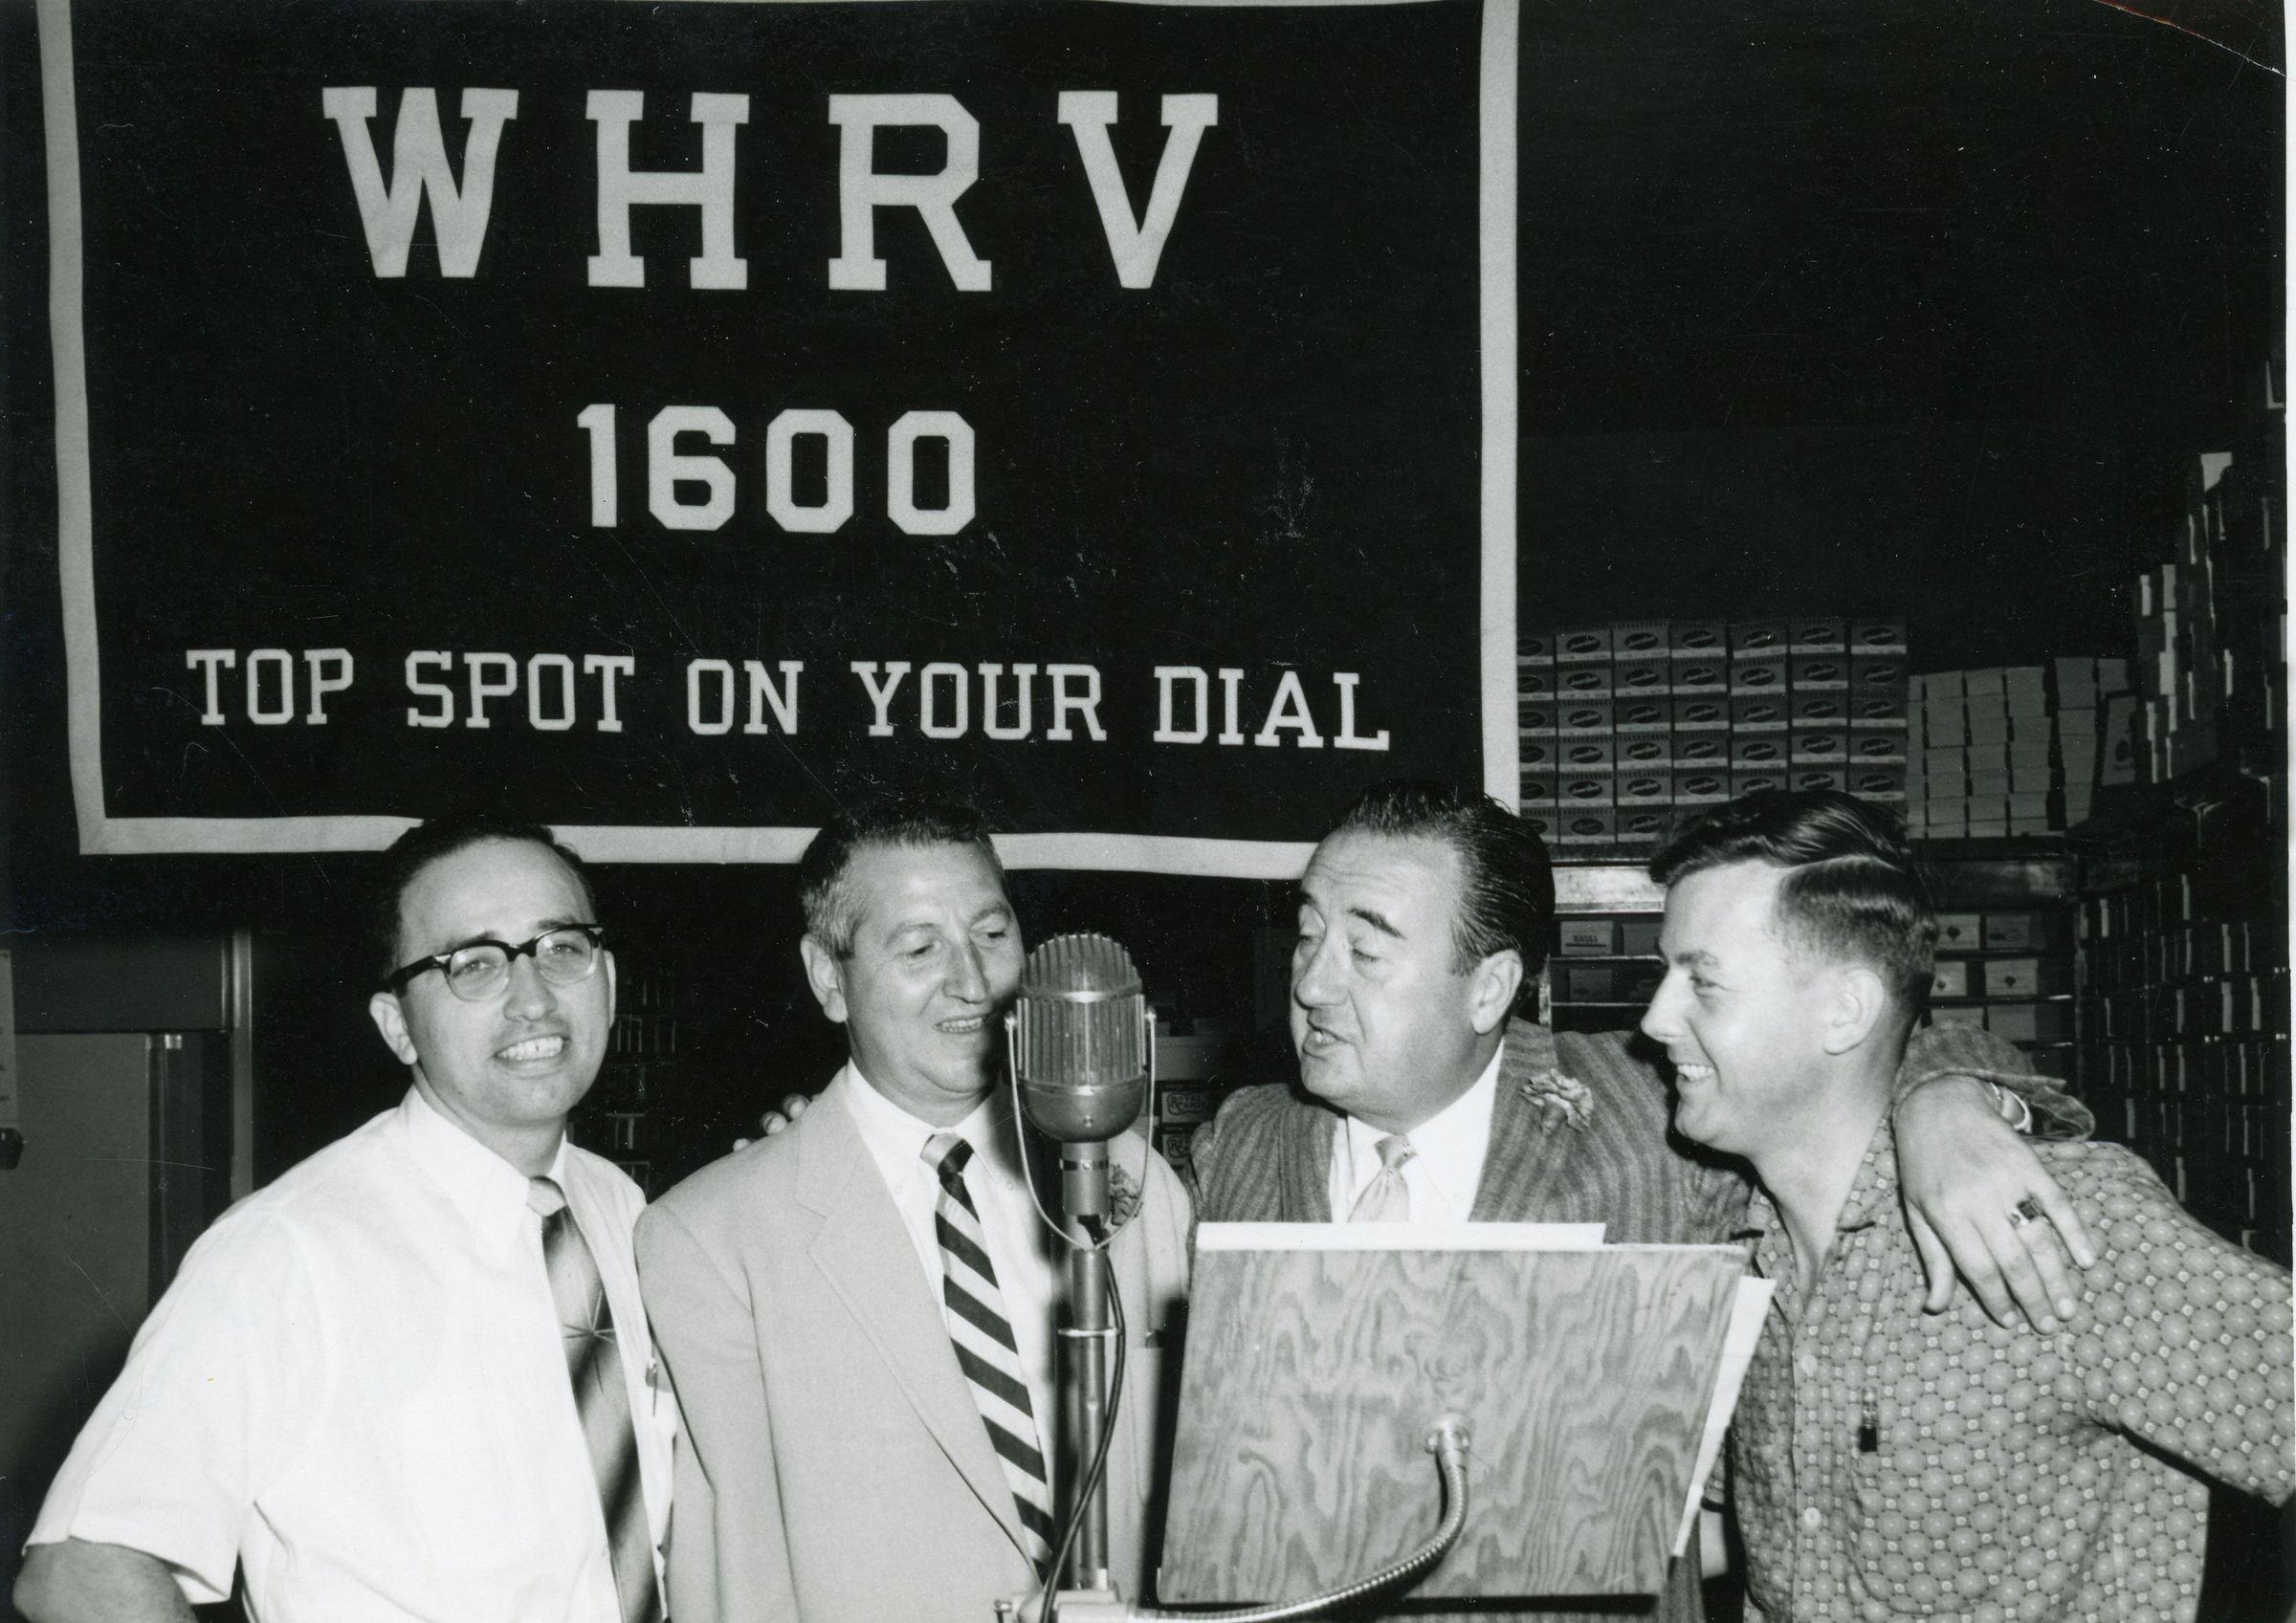 WHRV
1600
TOP SPOT ON YOUR DIAL